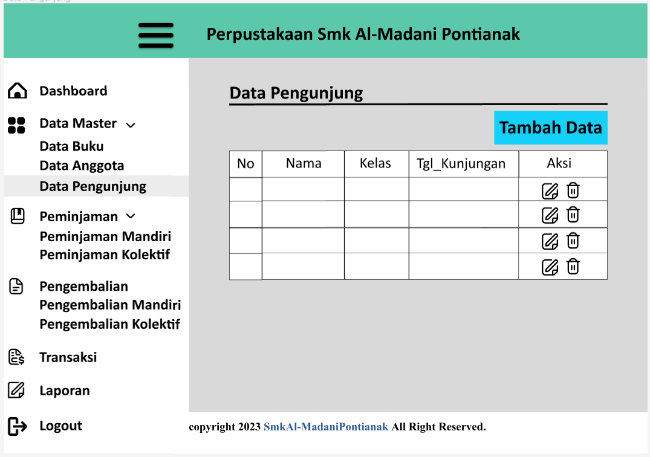 Perpustakaan Smk Al-Madani Pontianak
Dashboard
Data Master
Data Buku
Data Anggota
Data Pengunjung
Peminjaman
Peminjaman Mandiri
Peminjaman Kolektif
Pengembalian
Pengembalian Mandiri
Pengembalian Kolektif
Transaksi
Laporan
Logout
Data Pengunjung
Tambah Data
No Nama Kelas Tgl_Kunjungan Aksi
copyright 2023 SmkAl-MadaniPontianak All Right Reserved.